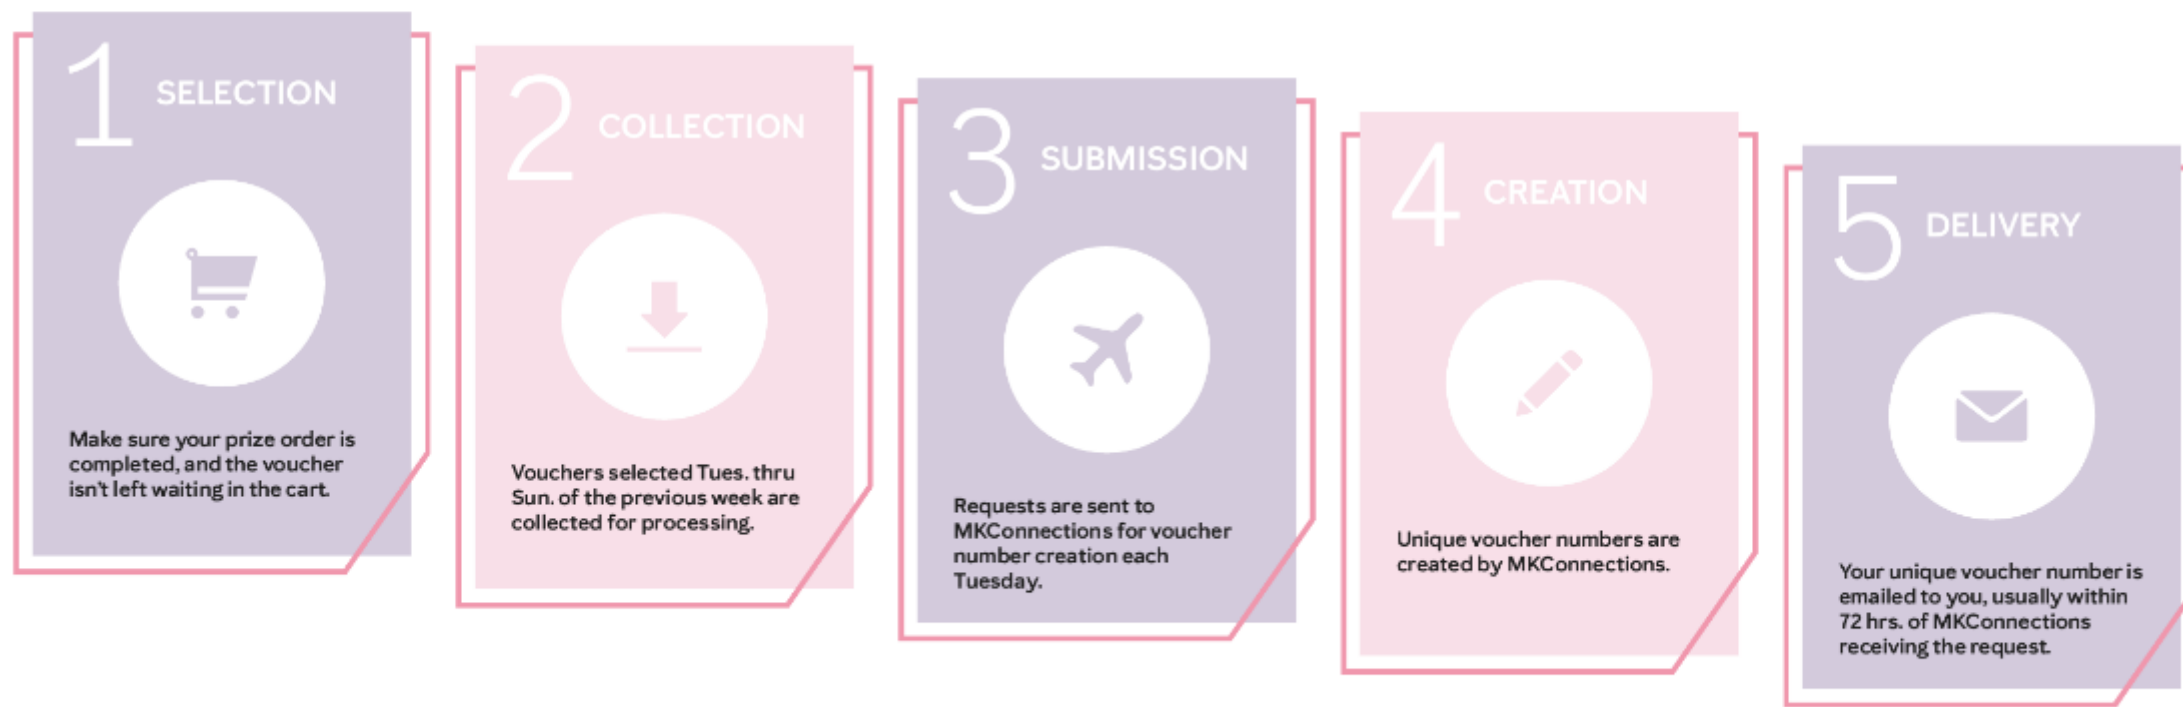 1 SELECTION
Make sure your prize order is
completed, and the voucher
isn't left waiting in the cart.
2 COLLECTION
Vouchers selected Tues. thru
Sun. of the previous week are
collected for processing.
3 SUBMISSION
Requests are sent to
MKConnections for voucher
number creation each
Tuesday.
4 CREATION
Unique voucher numbers are
created by MKConnections.
5 DELIVERY
Your unique voucher number is
emailed to you, usually within
72 hrs. of MKConnections
receiving the request.